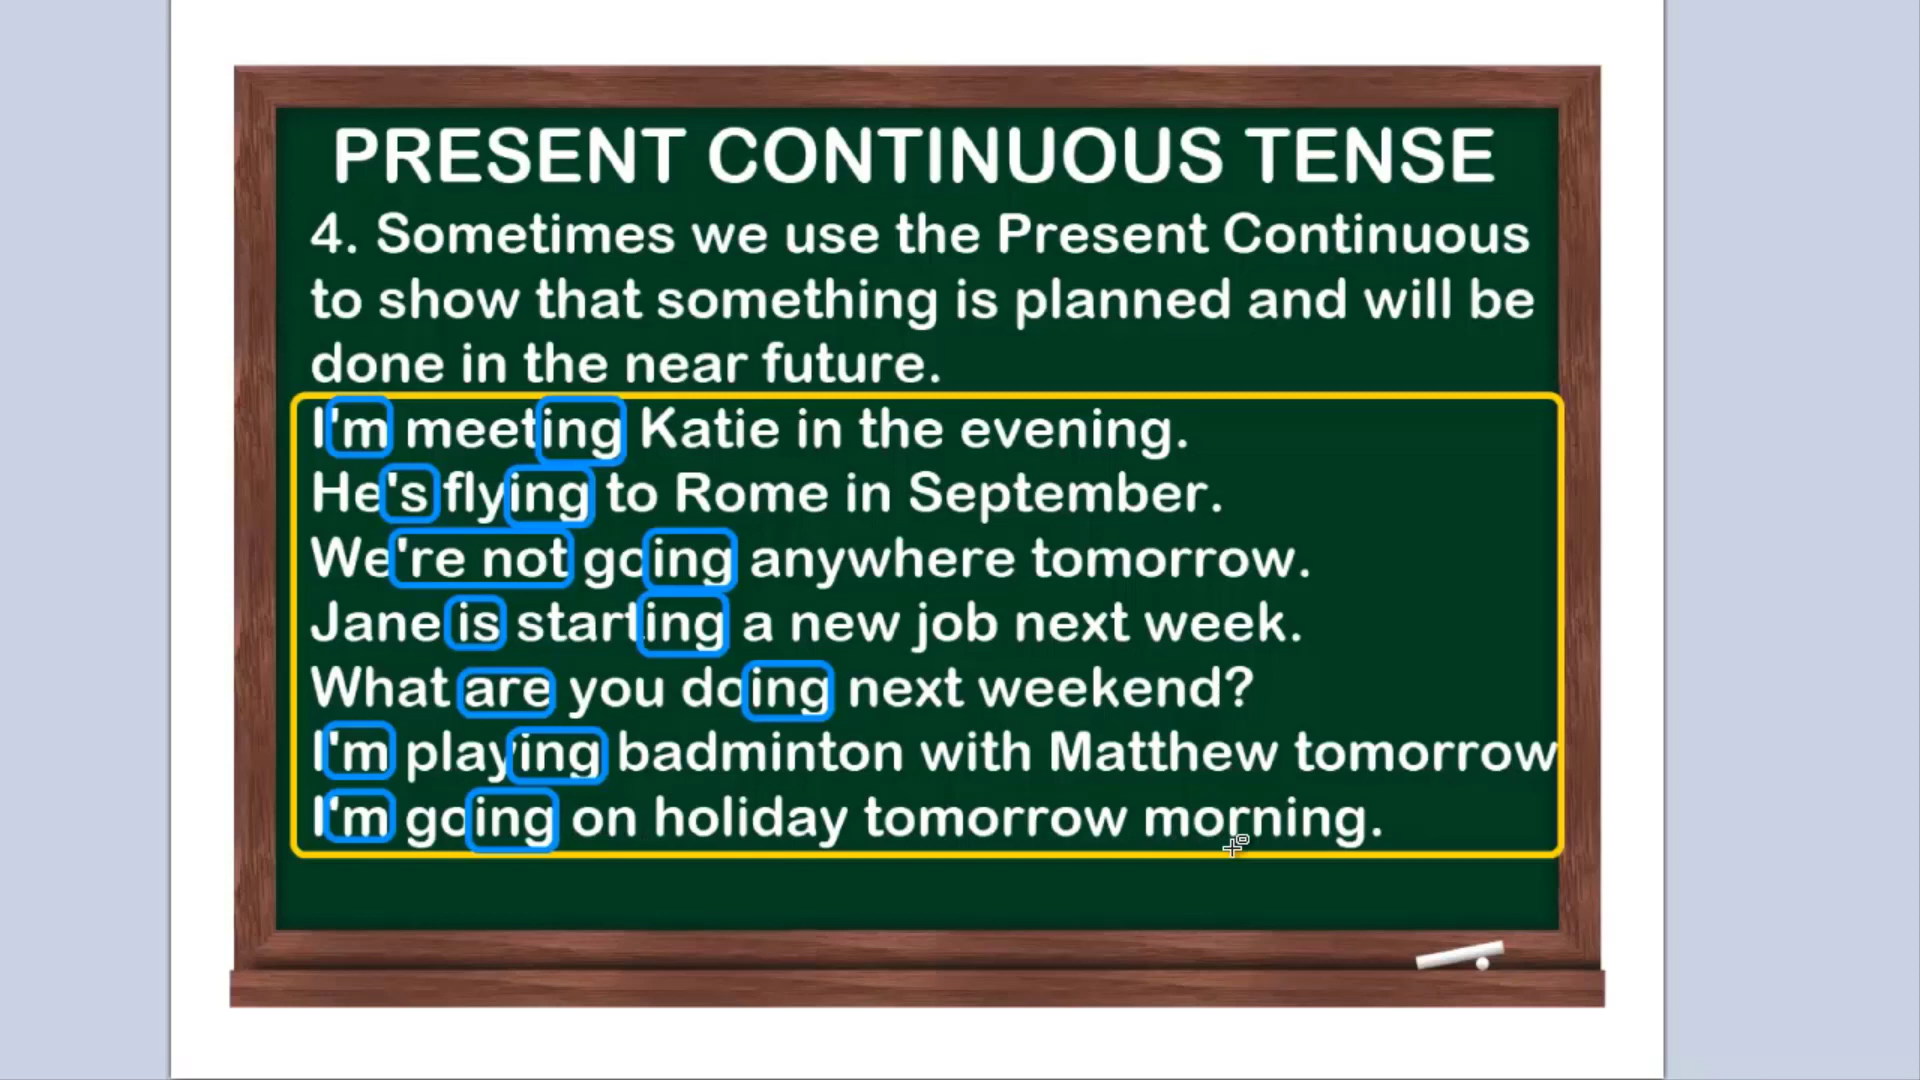 PRESENT CONTINUOUS TENSE
4. Sometimes we use the Present Continuous
to show that something is planned and will be
done in the near future.
I'm meeting Katie in the evening.
He's flying to Rome in September.
We're not going anywhere tomorrow.
Jane is starting a new job next week.
What are you doing next weekend?
I'm playing badminton with Matthew tomorrow
I'm going on holiday tomorrow morning.